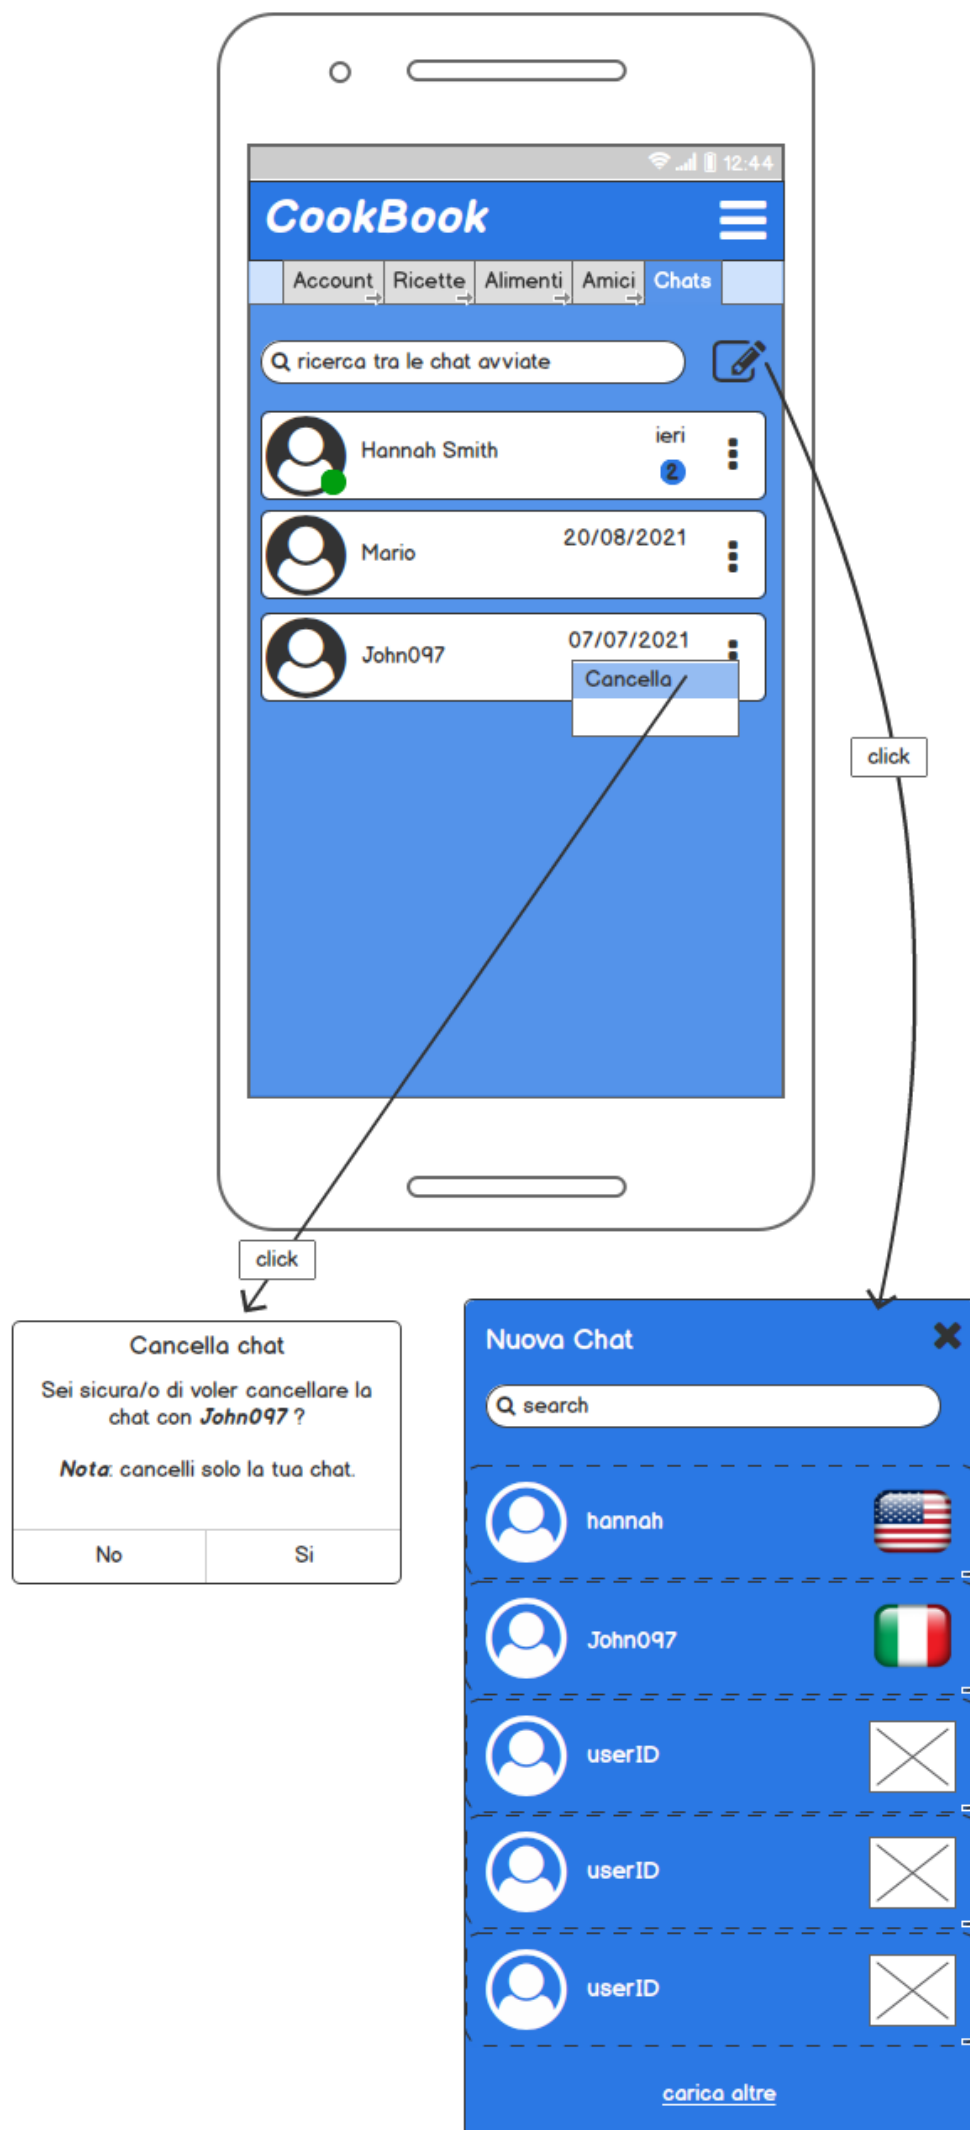 12:44
CookBook
Account Ricette Alimenti Amici Chats
ricerca tra le chat avviate
Hannah Smith
ieri
2
Mario
20/08/2021
John097
07/07/2021
Cancella
click
click
Cancella chat
Sei sicura/o di voler cancellare la
chat con John097 ?
Nota: cancelli solo la tua chat.
No Si
Nuova Chat
search
hannah
John097
userID
userID
userID
carica altre